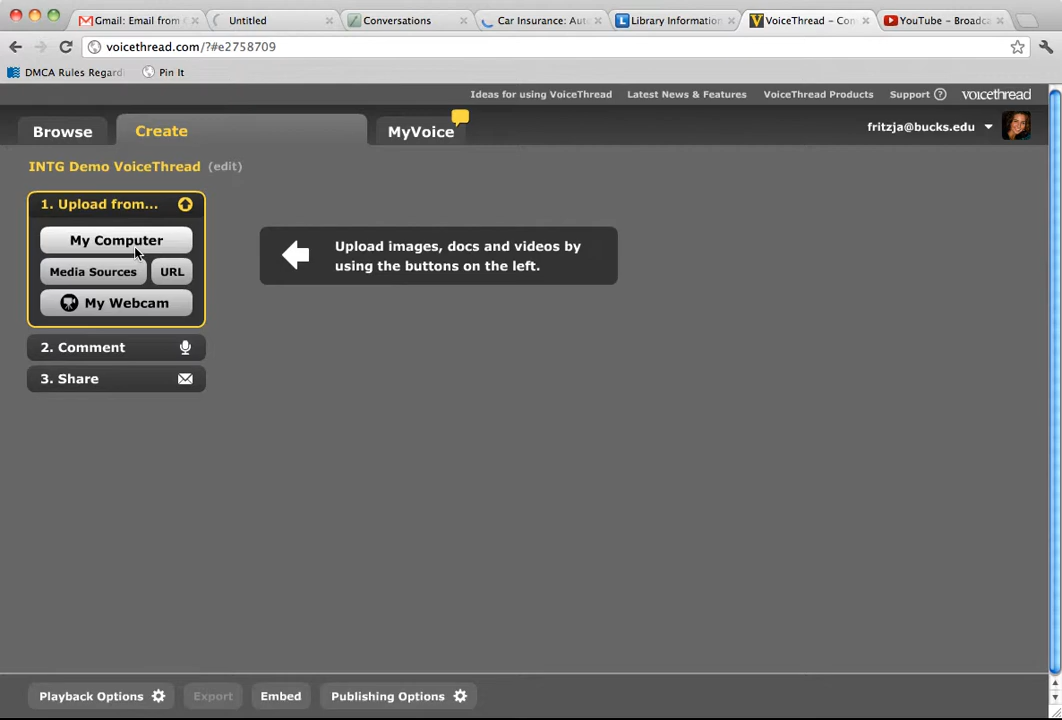 Gmail: Email from
Untitled
Conversations
Car Insurance: Aut
Library Information
VoiceThread – Con
YouTube – Broadca
voicethread.com/?#e2758709
DMCA Rules Regardi
Pin It
Ideas for using VoiceThread
Latest News & Features
VoiceThread Products
Support ?
voicethread
Browse
Create
MyVoice
fritzja@bucks.edu
INTG Demo VoiceThread (edit)
1. Upload from...
My Computer
Media Sources
URL
My Webcam
2. Comment
3. Share
Upload images, docs and videos by
using the buttons on the left.
Playback Options
Export
Embed
Publishing Options